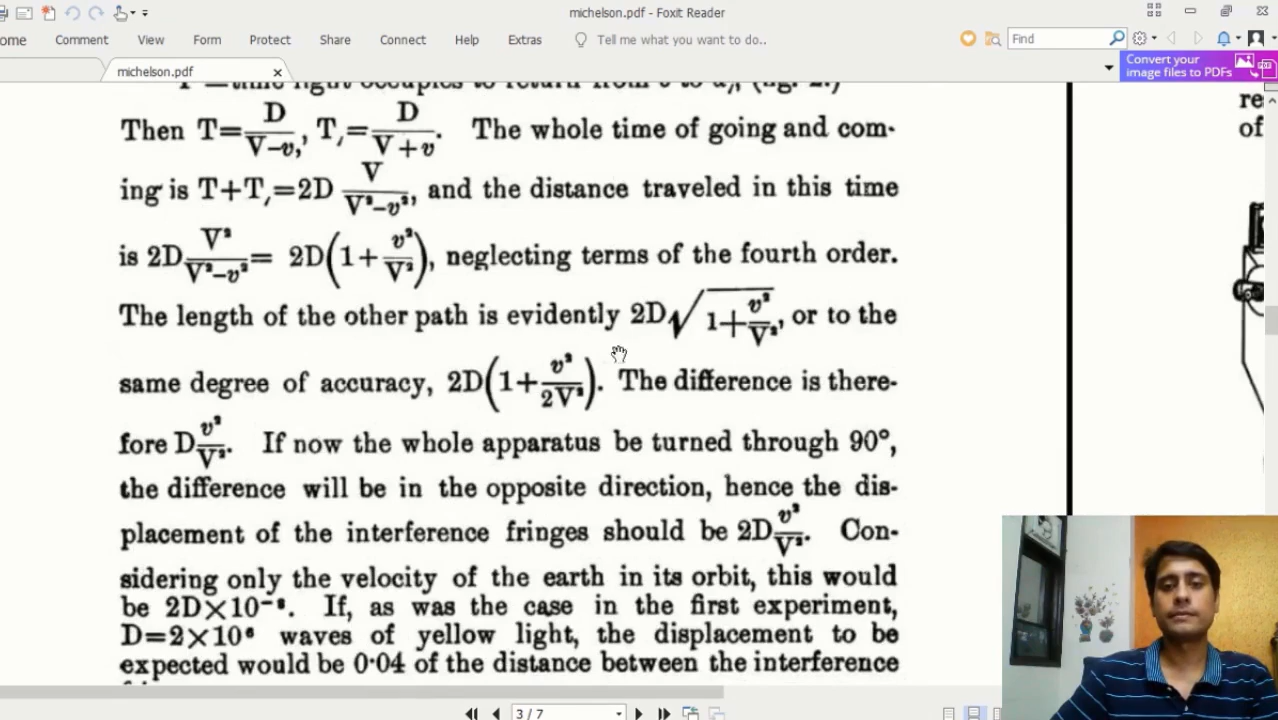 michelson.pdf - Foxit Reader
ome Comment View Form Protect Share Connect Help Extras Tell me what you want to do.. Find
michelson.pdf × Convert your
image files to PDFs
Then T=D/(V−v), T,=D/(V+v). The whole time of going and com-
ing is T+T,=2D V/(V²−v²), and the distance traveled in this time
is 2D V²/(V²−v²)= 2D(1+v²/V²), neglecting terms of the fourth order.
The length of the other path is evidently 2D√(1+v²/V²), or to the
same degree of accuracy, 2D(1+v²/2V²). The difference is there-
fore D v²/V². If now the whole apparatus be turned through 90°,
the difference will be in the opposite direction, hence the dis-
placement of the interference fringes should be 2D v²/V². Con-
sidering only the velocity of the earth in its orbit, this would
be 2D×10⁻⁸. If, as was the case in the first experiment,
D=2×10⁶ waves of yellow light, the displacement to be
expected would be 0·04 of the distance between the interference
re
of
3 / 7